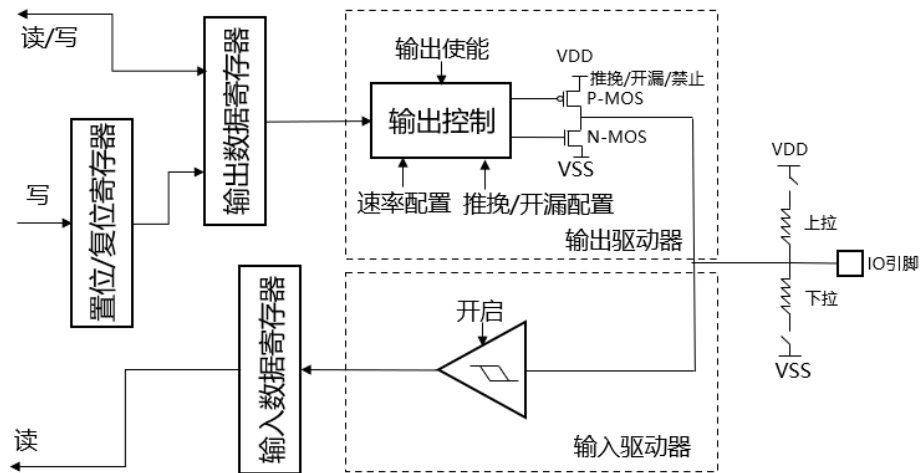 读/写
写
置位/复位寄存器
输出数据寄存器
输出使能
输出控制
速率配置
推挽/开漏配置
VDD
推挽/开漏/禁止
P-MOS
N-MOS
VSS
输出驱动器
VDD
上拉
IO引脚
下拉
VSS
开启
输入驱动器
输入数据寄存器
读